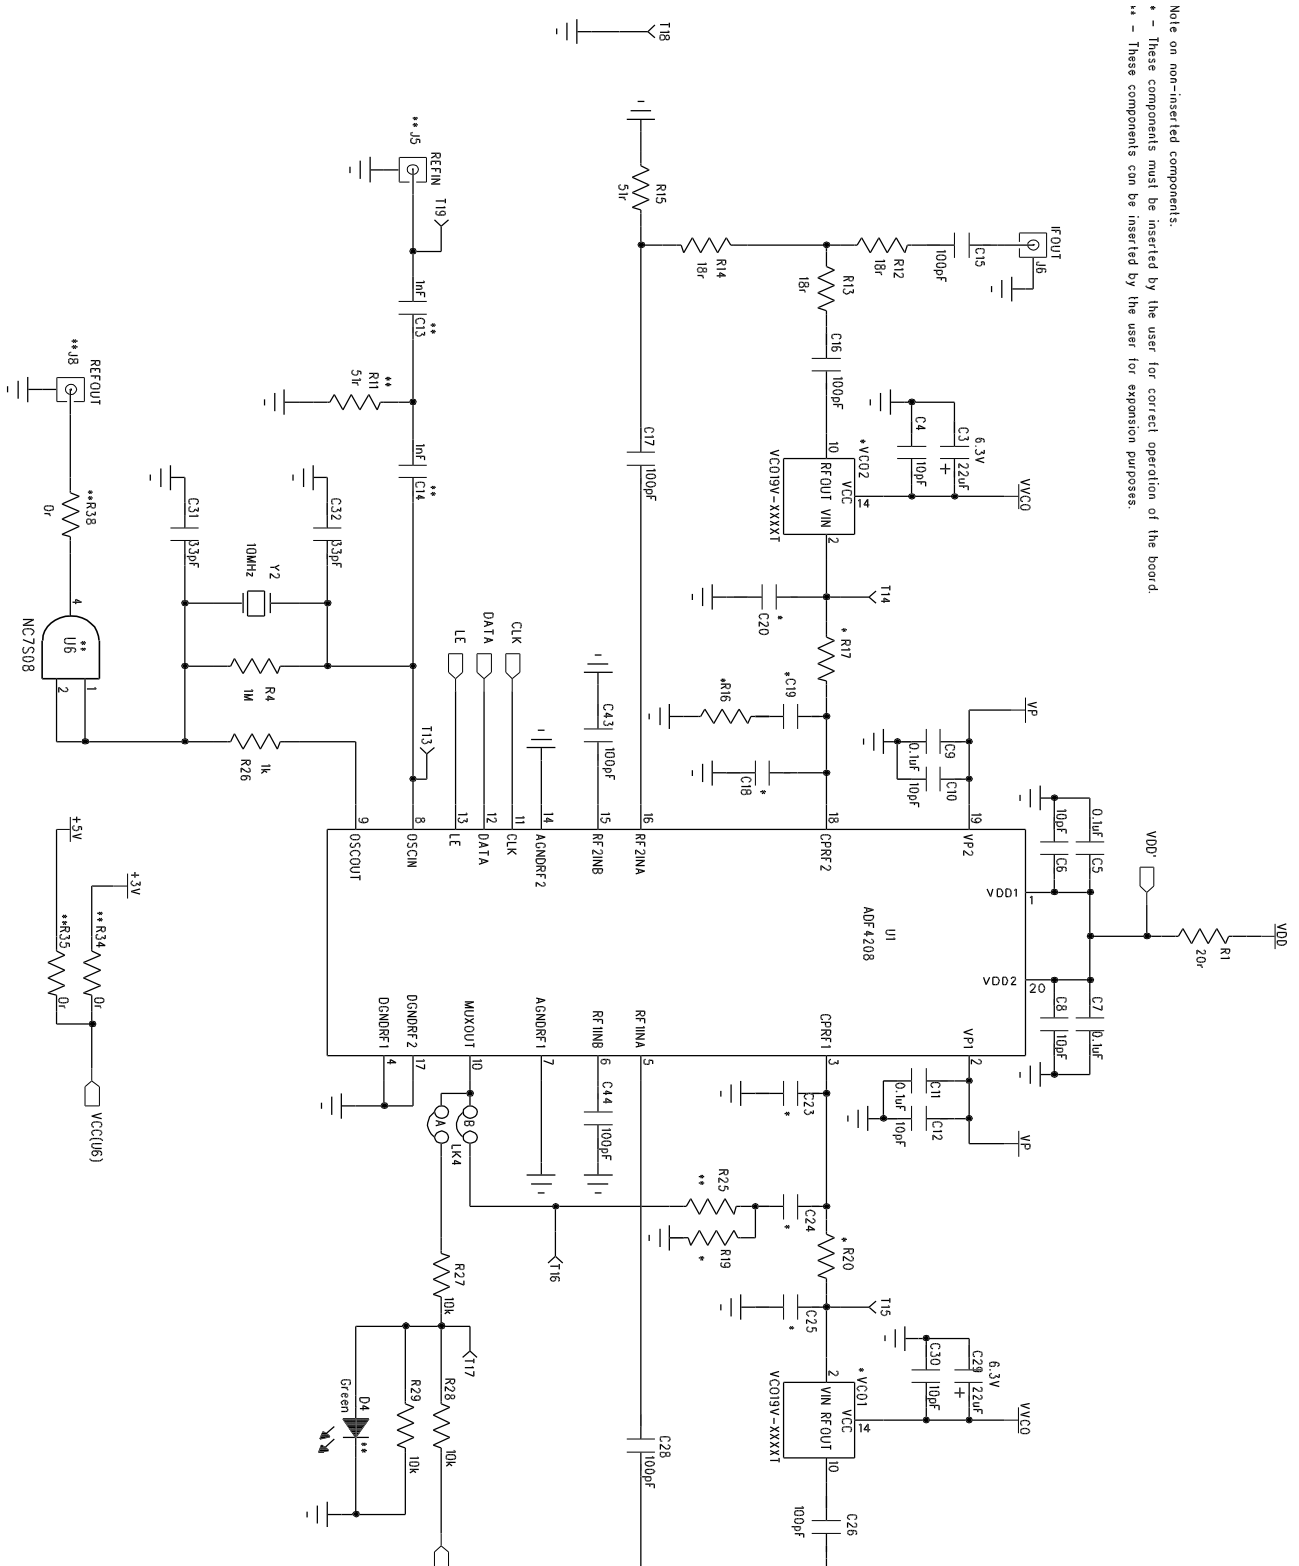 Note on non-inserted components.
* - These components must be inserted by the user for correct operation of the board.
** - These components can be inserted by the user for expansion purposes.
T18
IFOUT
J6
C15
100pF
R12
18r
R13
18r
R14
18r
R15
51r
C16
100pF
C17
100pF
*VCO2
VCO19V-XXXXT
10
RFOUT
VIN
VCC
14
2
C4
10pF
C3
6.3V
22uF
+
VVCO
T14
C20
*
* R17
*C19
*R16
C18
*
VP
C9
0.1uF
C10
10pF
** J5
REFIN
T19
1nF
C13
**
R11
51r
**
1nF
C14
**
**J8
REFOUT
**R38
0r
4
U6
**
NC7S08
1
2
C31
33pF
C32
33pF
Y2
10MHz
R4
1M
R26
1k
T13
LE
DATA
CLK
C43
100pF
9
OSCOUT
8
OSCIN
13
LE
12
DATA
11
CLK
14
AGNDRF2
15
RF2INB
16
RF2INA
18
CPRF2
19
VP2
0.1uF
C5
10pF
C6
VDD'
R1
20r
VDD
VDD1
1
VDD2
20
U1
ADF4208
C7
0.1uF
C8
10pF
DGNDRF1
4
DGNDRF2
17
MUXOUT
10
AGNDRF1
7
RF1INB
6
RF1INA
5
CPRF1
3
VP1
2
+5V
+3V
**R35
0r
**R34
0r
VCC(U6)
C11
0.1uF
C12
10pF
VP
C23
*
C44
100pF
A
B
LK4
R25
**
R19
*
C24
*
* R20
T16
C25
*
T15
R27
10k
T17
R28
10k
R29
10k
D4
Green
**
C30
10pF
C29
6.3V
22uF
+
VVCO
*VCO1
VCO19V-XXXXT
2
VIN
RFOUT
VCC
14
10
C28
100pF
C26
100pF